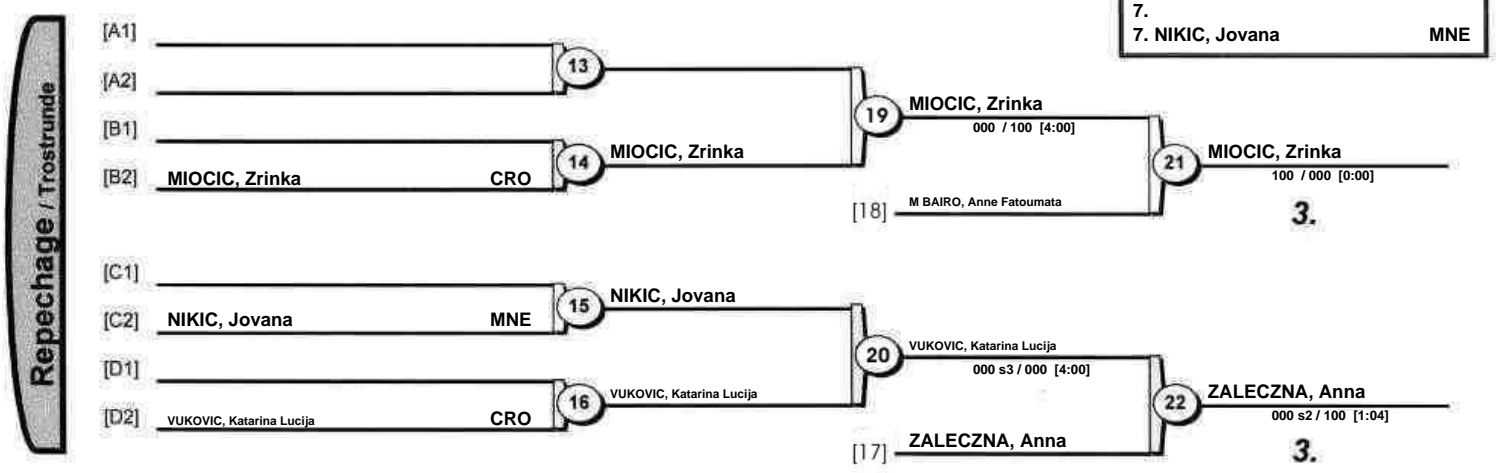 7.
7. NIKIC, Jovana MNE
Repechage / Trostrunde
[A1]
[A2]
13
[B1]
[B2] MIOCIC, Zrinka CRO
14 MIOCIC, Zrinka
19 MIOCIC, Zrinka
000 / 100 [4:00]
[18] M BAIRO, Anne Fatoumata
21 MIOCIC, Zrinka
100 / 000 [0:00]
3.
[C1]
[C2] NIKIC, Jovana MNE
15 NIKIC, Jovana
[D1]
[D2] VUKOVIC, Katarina Lucija CRO
16 VUKOVIC, Katarina Lucija
20 VUKOVIC, Katarina Lucija
000 s3 / 000 [4:00]
[17] ZALECZNA, Anna
22 ZALECZNA, Anna
000 s2 / 100 [1:04]
3.